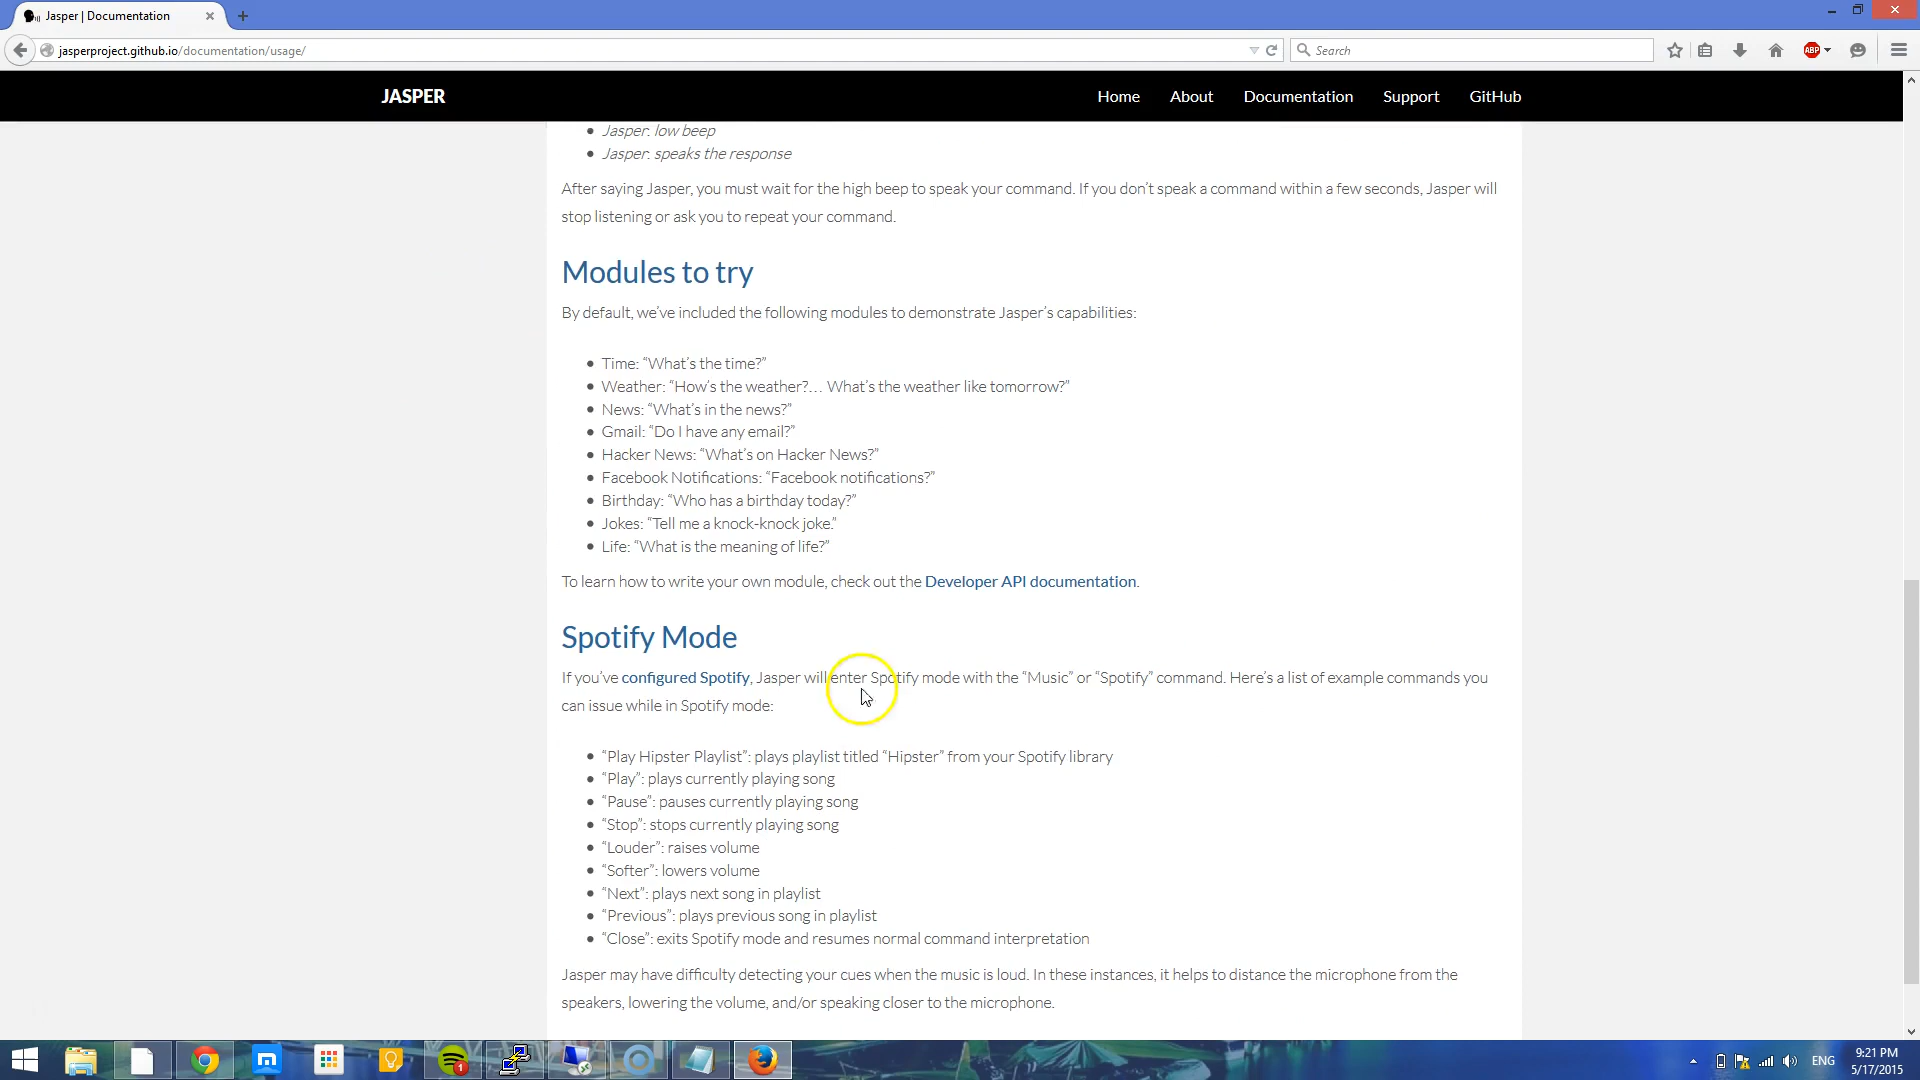 Jasper | Documentation
jasperproject.github.io/documentation/usage/
Search
ABP
JASPER
Home
About
Documentation
Support
GitHub
Jasper: low beep
Jasper: speaks the response
After saying Jasper, you must wait for the high beep to speak your command. If you don’t speak a command within a few seconds, Jasper will
stop listening or ask you to repeat your command.
Modules to try
By default, we’ve included the following modules to demonstrate Jasper’s capabilities:
Time: “What’s the time?”
Weather: “How’s the weather?… What’s the weather like tomorrow?”
News: “What’s in the news?”
Gmail: “Do I have any email?”
Hacker News: “What’s on Hacker News?”
Facebook Notifications: “Facebook notifications?”
Birthday: “Who has a birthday today?”
Jokes: “Tell me a knock-knock joke.”
Life: “What is the meaning of life?”
To learn how to write your own module, check out the Developer API documentation.
Spotify Mode
If you’ve configured Spotify, Jasper will enter Spotify mode with the “Music” or “Spotify” command. Here’s a list of example commands you
can issue while in Spotify mode:
“Play Hipster Playlist”: plays playlist titled “Hipster” from your Spotify library
“Play”: plays currently playing song
“Pause”: pauses currently playing song
“Stop”: stops currently playing song
“Louder”: raises volume
“Softer”: lowers volume
“Next”: plays next song in playlist
“Previous”: plays previous song in playlist
“Close”: exits Spotify mode and resumes normal command interpretation
Jasper may have difficulty detecting your cues when the music is loud. In these instances, it helps to distance the microphone from the
speakers, lowering the volume, and/or speaking closer to the microphone.
1
ENG
9:21 PM
5/17/2015